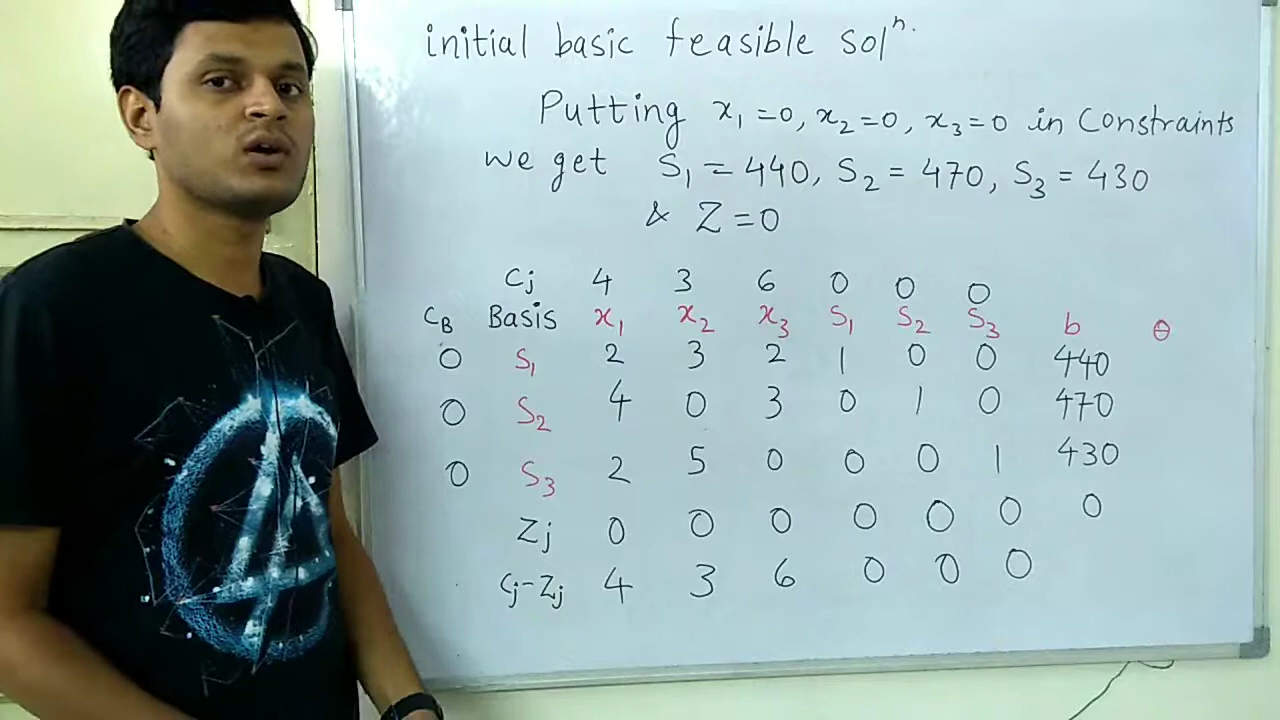 initial basic feasible solⁿ.
Putting x₁ =0, x₂ =0, x₃ =0 in Constraints
we get S₁ = 440, S₂ = 470, S₃ = 430
& Z = 0
Cj 4 3 6 0 0 0
CB Basis x₁ x₂ x₃ S₁ S₂ S₃ b θ
0 S₁ 2 3 2 1 0 0 440
0 S₂ 4 0 3 0 1 0 470
0 S₃ 2 5 0 0 0 1 430
Zj 0 0 0 0 0 0 0
Cj-Zj 4 3 6 0 0 0